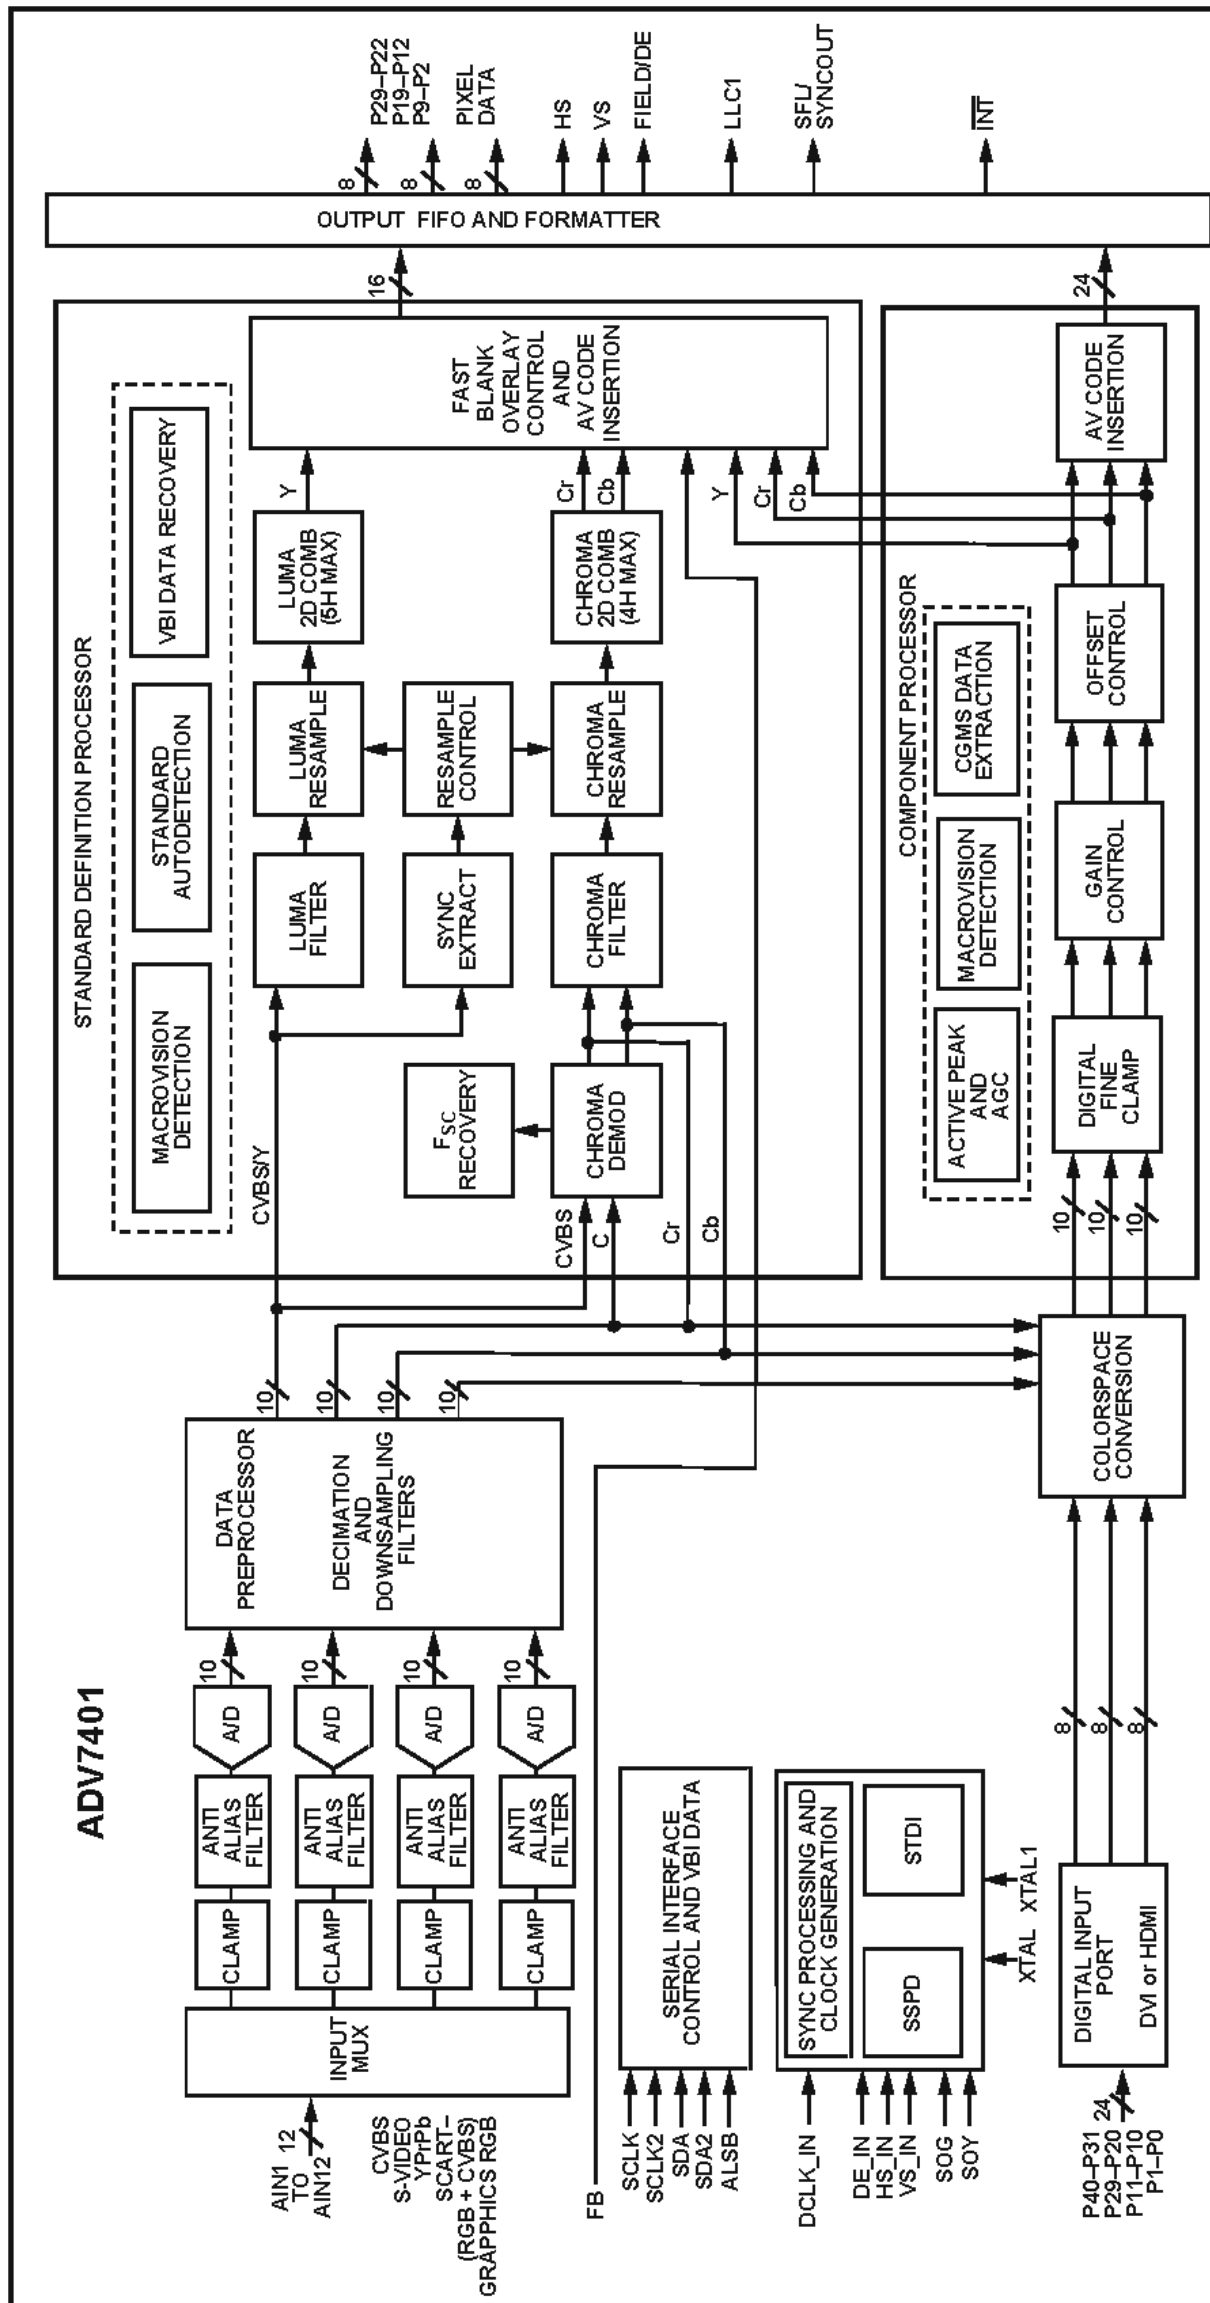 ADV7401
AIN1
TO
AIN12
12
CVBS
S-VIDEO
YPrPb
SCART–
(RGB + CVBS)
GRAPHICS RGB
INPUT
MUX
CLAMP
ANTI
ALIAS
FILTER
A/D
10
CLAMP
ANTI
ALIAS
FILTER
A/D
10
CLAMP
ANTI
ALIAS
FILTER
A/D
10
CLAMP
ANTI
ALIAS
FILTER
A/D
10
DATA
PREPROCESSOR
DECIMATION
AND
DOWNSAMPLING
FILTERS
10
10
10
10
FB
SCLK
SCLK2
SDA
SDA2
ALSB
SERIAL INTERFACE
CONTROL AND VBI DATA
DCLK_IN
DE_IN
HS_IN
VS_IN
SOG
SOY
SYNC PROCESSING AND
CLOCK GENERATION
SSPD
STDI
XTAL
XTAL1
P40–P31
P29–P20
P11–P10
P1–P0
24
DIGITAL INPUT
PORT
DVI or HDMI
8
8
8
COLORSPACE
CONVERSION
STANDARD DEFINITION PROCESSOR
MACROVISION
DETECTION
STANDARD
AUTODETECTION
VBI DATA RECOVERY
CVBS/Y
CVBS
C
Cr
Cb
FSC
RECOVERY
CHROMA
DEMOD
LUMA
FILTER
SYNC
EXTRACT
CHROMA
FILTER
LUMA
RESAMPLE
RESAMPLE
CONTROL
CHROMA
RESAMPLE
LUMA
2D COMB
(5H MAX)
CHROMA
2D COMB
(4H MAX)
Y
Cr
Cb
Y
Cr
Cb
FAST
BLANK
OVERLAY
CONTROL
AND
AV CODE
INSERTION
16
COMPONENT PROCESSOR
ACTIVE PEAK
AND
AGC
MACROVISION
DETECTION
CGMS DATA
EXTRACTION
10
10
10
DIGITAL
FINE
CLAMP
GAIN
CONTROL
OFFSET
CONTROL
AV CODE
INSERTION
24
OUTPUT FIFO AND FORMATTER
8
8
8
P29–P22
P19–P12
P9–P2
PIXEL
DATA
HS
VS
FIELD/DE
LLC1
SFL/
SYNCOUT
INT